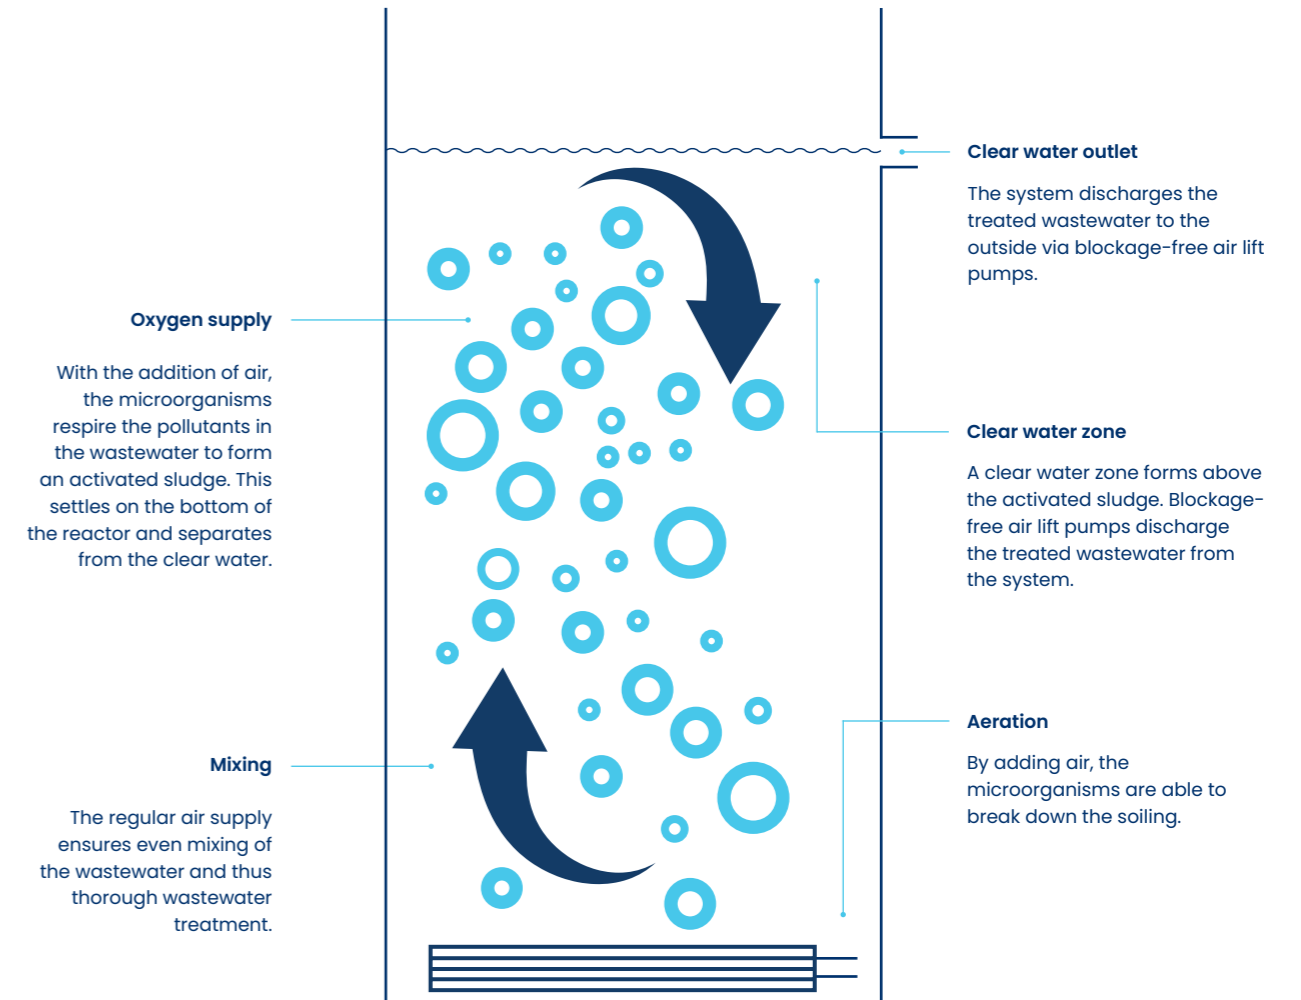 Clear water outlet
The system discharges the
treated wastewater to the
outside via blockage-free air lift
pumps.
Oxygen supply
With the addition of air,
the microorganisms
respire the pollutants in
the wastewater to form
an activated sludge. This
settles on the bottom of
the reactor and separates
from the clear water.
Clear water zone
A clear water zone forms above
the activated sludge. Blockage-
free air lift pumps discharge
the treated wastewater from
the system.
Mixing
The regular air supply
ensures even mixing of
the wastewater and thus
thorough wastewater
treatment.
Aeration
By adding air, the
microorganisms are able to
break down the soiling.